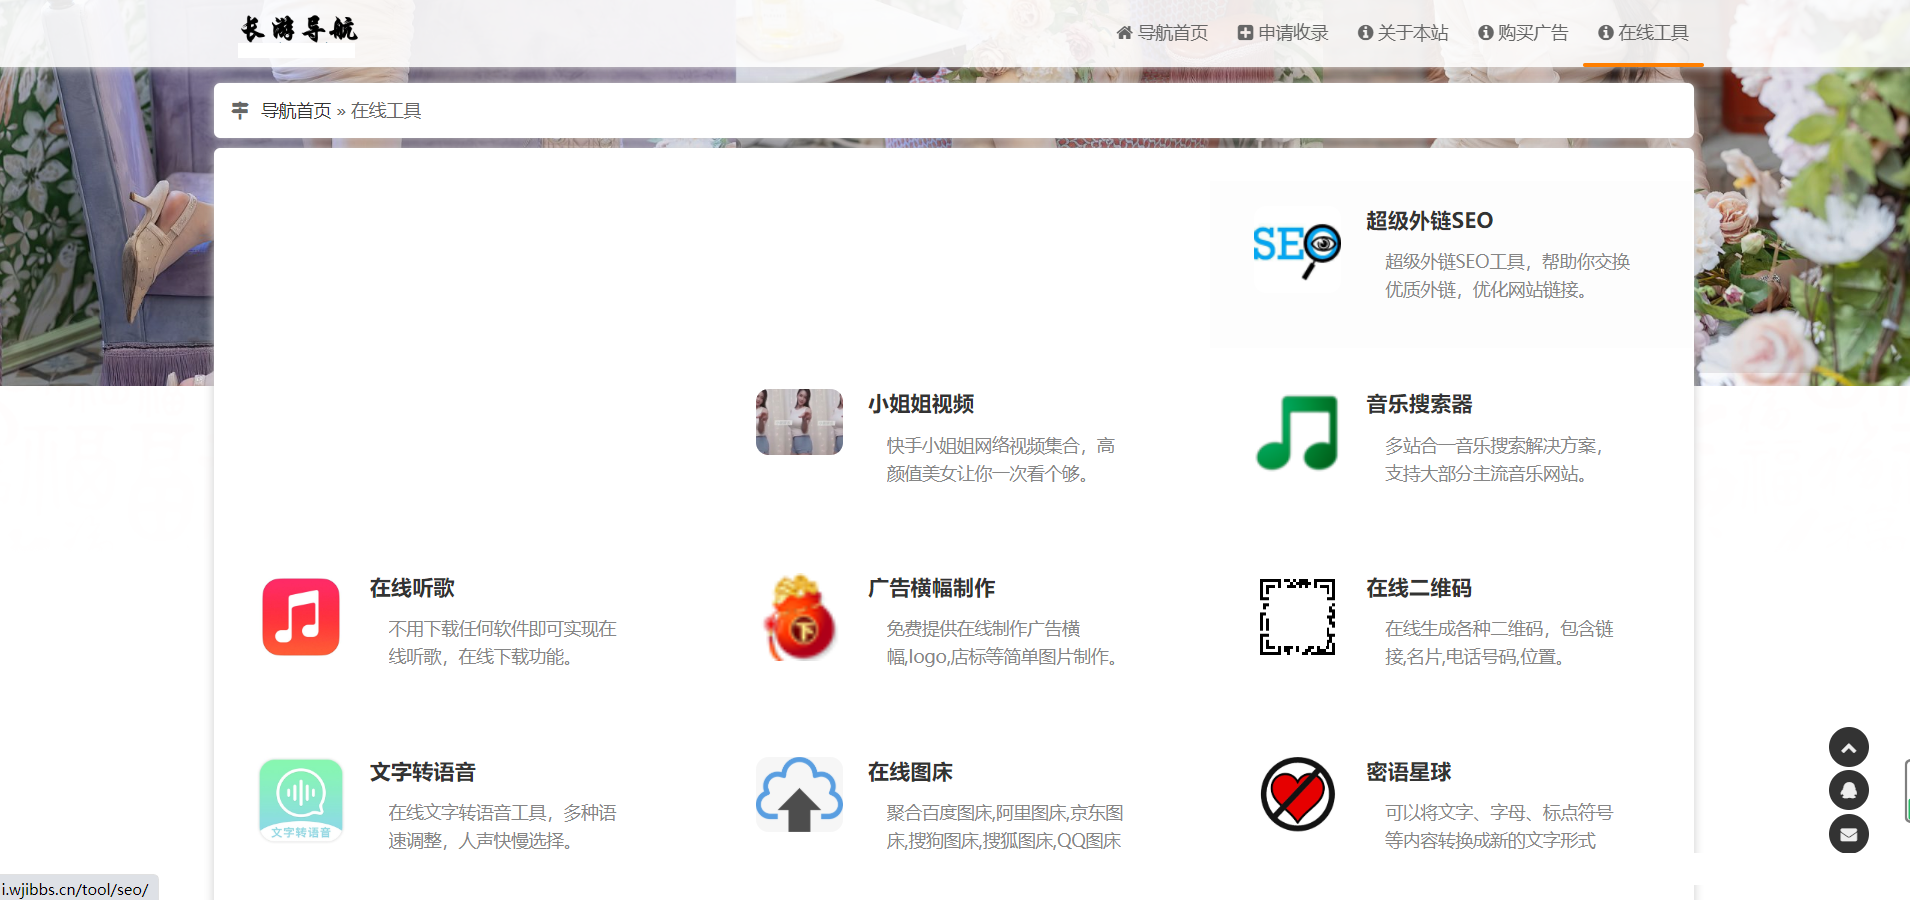 长游导航
导航首页
申请收录
关于本站
购买广告
在线工具
导航首页 » 在线工具
超级外链SEO
超级外链SEO工具，帮助你交换
优质外链，优化网站链接。
小姐姐视频
快手小姐姐网络视频集合，高
颜值美女让你一次看个够。
音乐搜索器
多站合一音乐搜索解决方案，
支持大部分主流音乐网站。
在线听歌
不用下载任何软件即可实现在
线听歌，在线下载功能。
广告横幅制作
免费提供在线制作广告横
幅,logo,店标等简单图片制作。
在线二维码
在线生成各种二维码，包含链
接,名片,电话号码,位置。
文字转语音
文字转语音
在线文字转语音工具，多种语
速调整，人声快慢选择。
在线图床
聚合百度图床,阿里图床,京东图
床,搜狗图床,搜狐图床,QQ图床
密语星球
可以将文字、字母、标点符号
等内容转换成新的文字形式
SEO
i.wjibbs.cn/tool/seo/